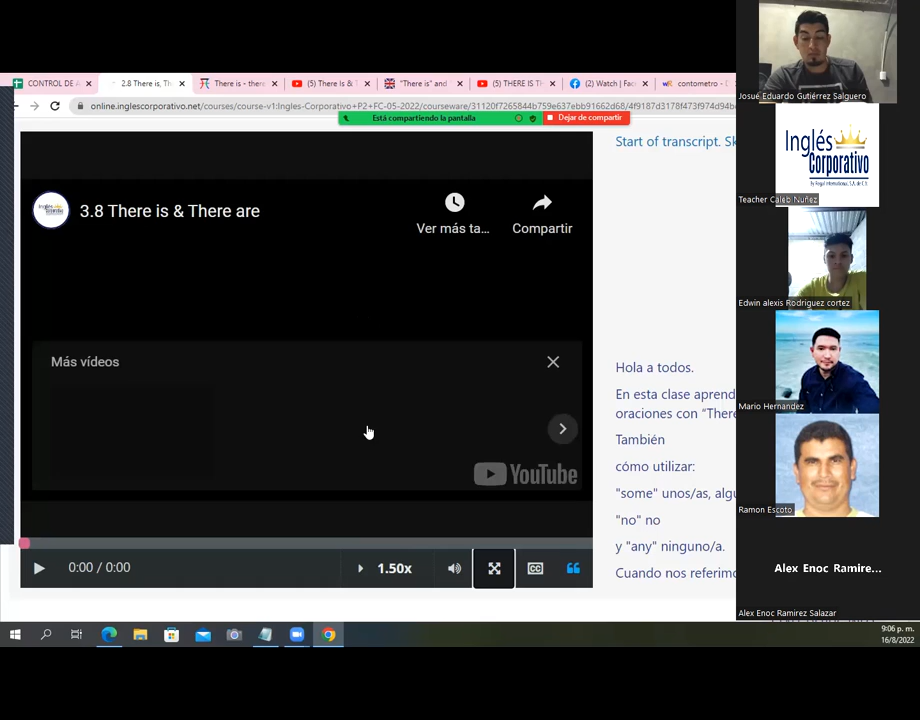 CONTROL DE A
2.8 There is, Th
There is - there
(5) There Is & T
"There is" and
(5) THERE IS TH
(2) Watch | Fac
contometro - C
online.inglescorporativo.net/courses/course-v1:Ingles-Corporativo+P2+FC-05-2022/courseware/31120f7265844b759e637ebb91662d68/4f9187d3178f473f974d94b
Está compartiendo la pantalla
Dejar de compartir
Start of transcript. Sk
3.8 There is & There are
Ver más ta...
Compartir
Más vídeos
YouTube
0:00 / 0:00
1.50x
CC
Hola a todos.
En esta clase aprend
oraciones con "There
También
cómo utilizar:
"some" unos/as, algu
"no" no
y "any" ninguno/a.
Cuando nos referimo
Josué Eduardo Gutiérrez Salguero
Inglés
Corporativo
By Regal International, S.A. de C.V.
Teacher Caleb Nuñez
Edwin alexis Rodriguez cortez
Mario Hernandez
Ramon Escoto
Alex Enoc Ramire...
Alex Enoc Ramirez Salazar
9:06 p. m.
16/8/2022